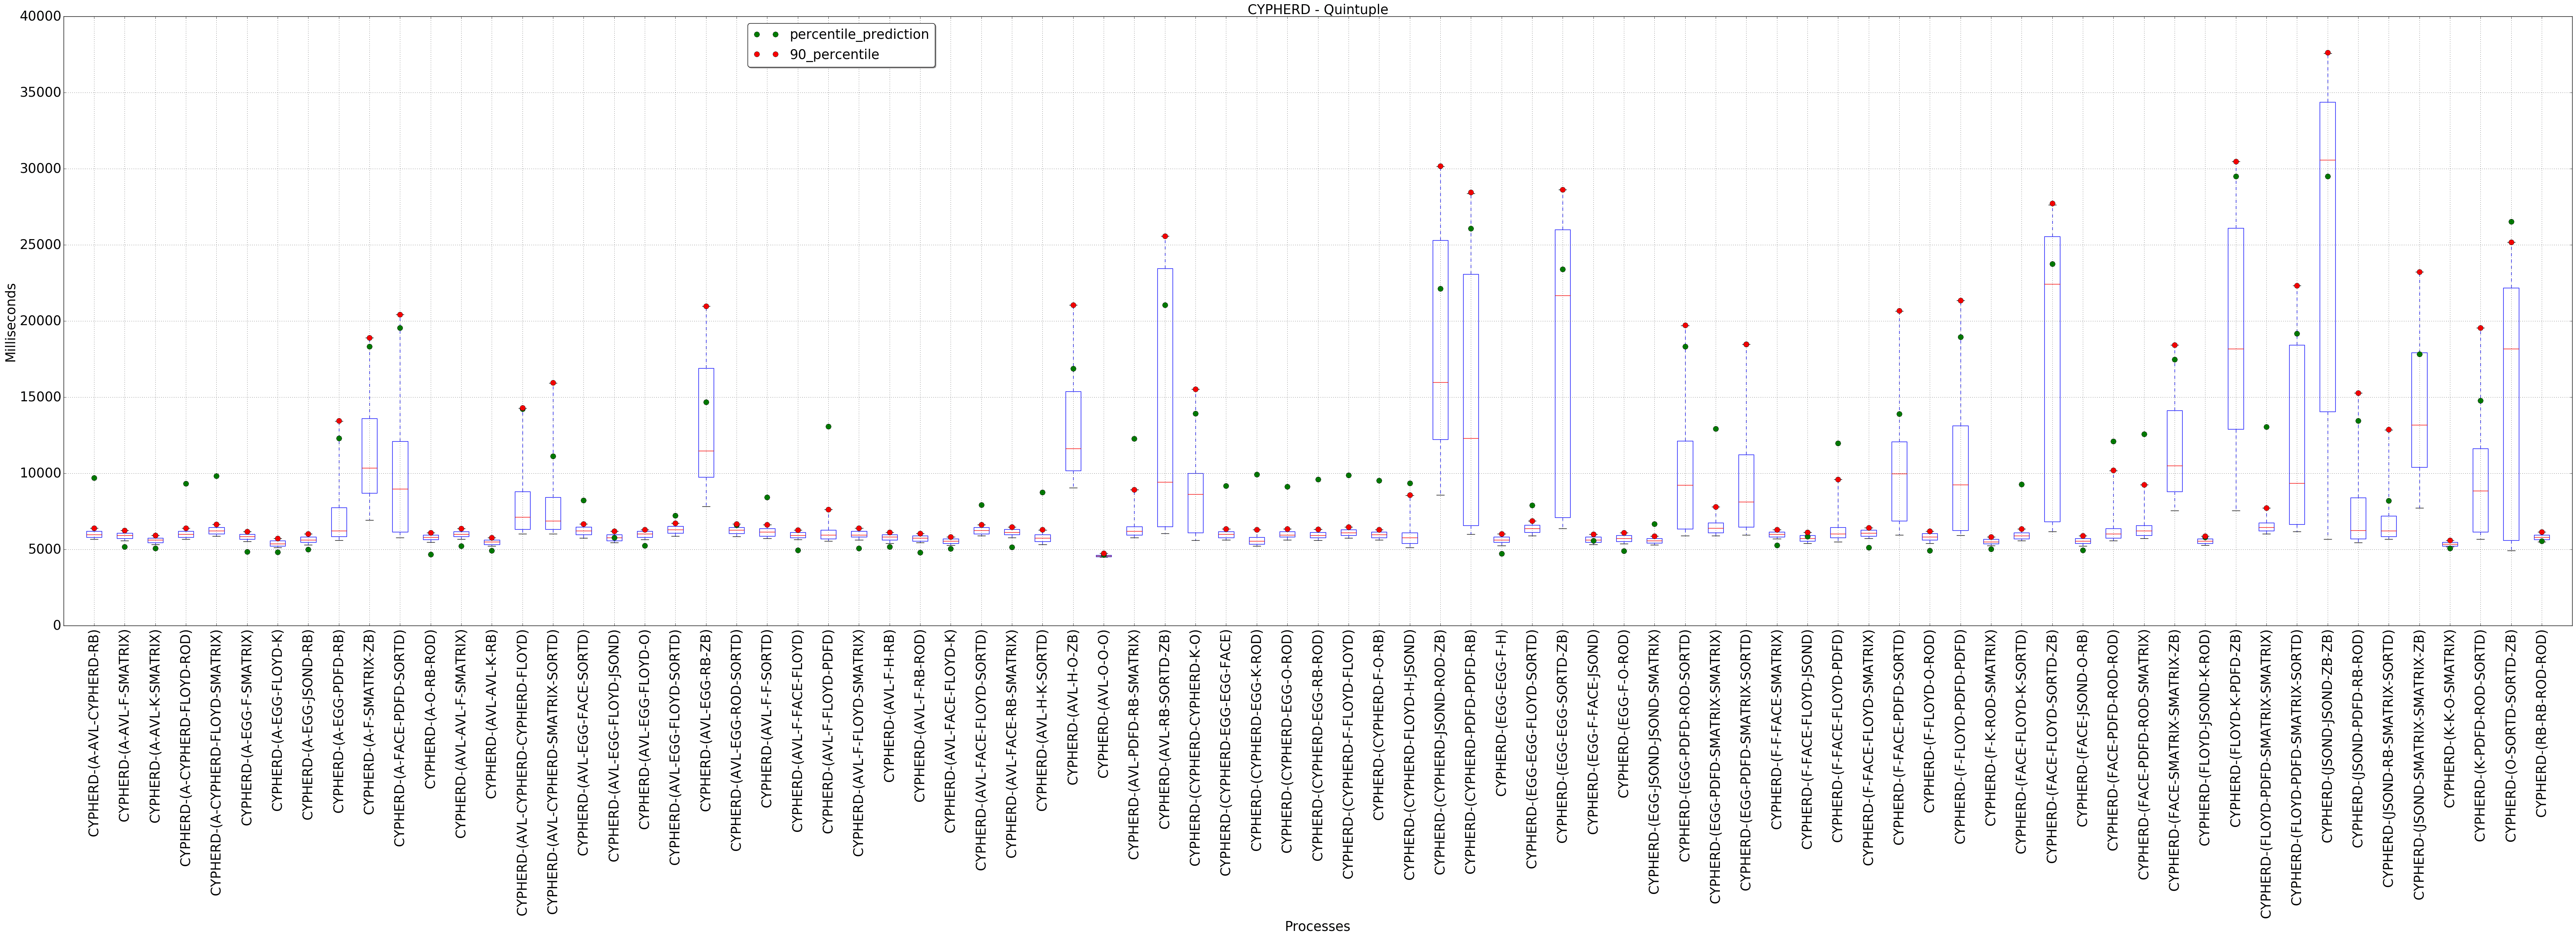 CYPHERD - Quintuple
percentile_prediction
90_percentile
Milliseconds
40000
35000
30000
25000
20000
15000
10000
5000
0
CYPHERD-(A-AVL-CYPHERD-RB)
CYPHERD-(A-AVL-F-SMATRIX)
CYPHERD-(A-AVL-K-SMATRIX)
CYPHERD-(A-CYPHERD-FLOYD-ROD)
CYPHERD-(A-CYPHERD-FLOYD-SMATRIX)
CYPHERD-(A-EGG-F-SMATRIX)
CYPHERD-(A-EGG-FLOYD-K)
CYPHERD-(A-EGG-JSOND-RB)
CYPHERD-(A-EGG-PDFD-RB)
CYPHERD-(A-F-SMATRIX-ZB)
CYPHERD-(A-FACE-PDFD-SORTD)
CYPHERD-(A-O-RB-ROD)
CYPHERD-(AVL-AVL-F-SMATRIX)
CYPHERD-(AVL-AVL-K-RB)
CYPHERD-(AVL-CYPHERD-CYPHERD-FLOYD)
CYPHERD-(AVL-CYPHERD-SMATRIX-SORTD)
CYPHERD-(AVL-EGG-FACE-SORTD)
CYPHERD-(AVL-EGG-FLOYD-JSOND)
CYPHERD-(AVL-EGG-FLOYD-O)
CYPHERD-(AVL-EGG-FLOYD-SORTD)
CYPHERD-(AVL-EGG-RB-ZB)
CYPHERD-(AVL-EGG-ROD-SORTD)
CYPHERD-(AVL-F-F-SORTD)
CYPHERD-(AVL-F-FACE-FLOYD)
CYPHERD-(AVL-F-FLOYD-PDFD)
CYPHERD-(AVL-F-FLOYD-SMATRIX)
CYPHERD-(AVL-F-H-RB)
CYPHERD-(AVL-F-RB-ROD)
CYPHERD-(AVL-FACE-FLOYD-K)
CYPHERD-(AVL-FACE-FLOYD-SORTD)
CYPHERD-(AVL-FACE-RB-SMATRIX)
CYPHERD-(AVL-H-K-SORTD)
CYPHERD-(AVL-H-O-ZB)
CYPHERD-(AVL-O-O-O)
CYPHERD-(AVL-PDFD-RB-SMATRIX)
CYPHERD-(AVL-RB-SORTD-ZB)
CYPHERD-(CYPHERD-CYPHERD-K-O)
CYPHERD-(CYPHERD-EGG-EGG-FACE)
CYPHERD-(CYPHERD-EGG-K-ROD)
CYPHERD-(CYPHERD-EGG-O-ROD)
CYPHERD-(CYPHERD-EGG-RB-ROD)
CYPHERD-(CYPHERD-F-FLOYD-FLOYD)
CYPHERD-(CYPHERD-F-O-RB)
CYPHERD-(CYPHERD-FLOYD-H-JSOND)
CYPHERD-(CYPHERD-JSOND-ROD-ZB)
CYPHERD-(CYPHERD-PDFD-PDFD-RB)
CYPHERD-(EGG-EGG-F-H)
CYPHERD-(EGG-EGG-FLOYD-SORTD)
CYPHERD-(EGG-EGG-SORTD-ZB)
CYPHERD-(EGG-F-FACE-JSOND)
CYPHERD-(EGG-F-O-ROD)
CYPHERD-(EGG-JSOND-JSOND-SMATRIX)
CYPHERD-(EGG-PDFD-ROD-SORTD)
CYPHERD-(EGG-PDFD-SMATRIX-SMATRIX)
CYPHERD-(EGG-PDFD-SMATRIX-SORTD)
CYPHERD-(F-F-FACE-SMATRIX)
CYPHERD-(F-FACE-FLOYD-JSOND)
CYPHERD-(F-FACE-FLOYD-PDFD)
CYPHERD-(F-FACE-FLOYD-SMATRIX)
CYPHERD-(F-FACE-PDFD-SORTD)
CYPHERD-(F-FLOYD-O-ROD)
CYPHERD-(F-FLOYD-PDFD-PDFD)
CYPHERD-(F-K-ROD-SMATRIX)
CYPHERD-(FACE-FLOYD-K-SORTD)
CYPHERD-(FACE-FLOYD-SORTD-ZB)
CYPHERD-(FACE-JSOND-O-RB)
CYPHERD-(FACE-PDFD-ROD-ROD)
CYPHERD-(FACE-PDFD-ROD-SMATRIX)
CYPHERD-(FACE-SMATRIX-SMATRIX-ZB)
CYPHERD-(FLOYD-JSOND-K-ROD)
CYPHERD-(FLOYD-K-PDFD-ZB)
CYPHERD-(FLOYD-PDFD-SMATRIX-SMATRIX)
CYPHERD-(FLOYD-PDFD-SMATRIX-SORTD)
CYPHERD-(JSOND-JSOND-ZB-ZB)
CYPHERD-(JSOND-PDFD-RB-ROD)
CYPHERD-(JSOND-RB-SMATRIX-SORTD)
CYPHERD-(JSOND-SMATRIX-SMATRIX-ZB)
CYPHERD-(K-K-O-SMATRIX)
CYPHERD-(K-PDFD-ROD-SORTD)
CYPHERD-(O-SORTD-SORTD-ZB)
CYPHERD-(RB-RB-ROD-ROD)
Processes